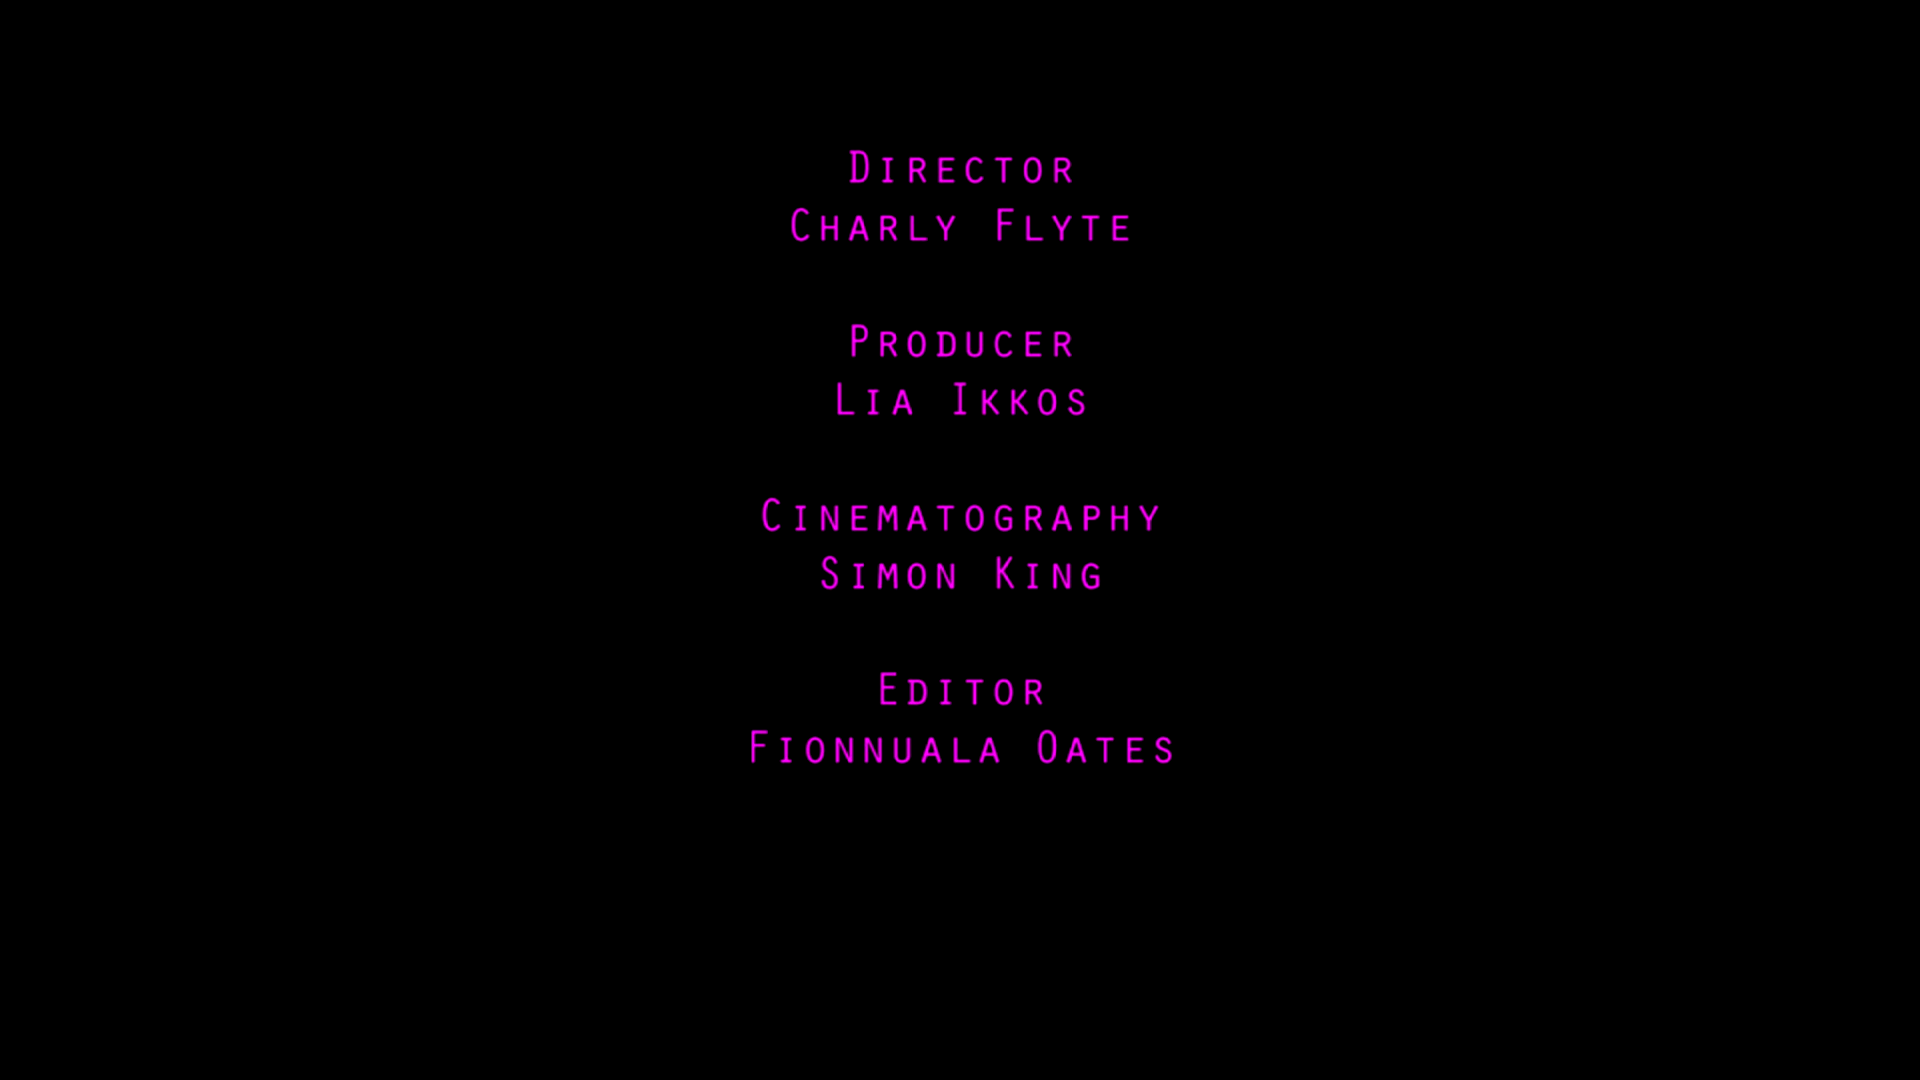 Director
Charly Flyte
Producer
Lia Ikkos
Cinematography
Simon King
Editor
Fionnuala Oates